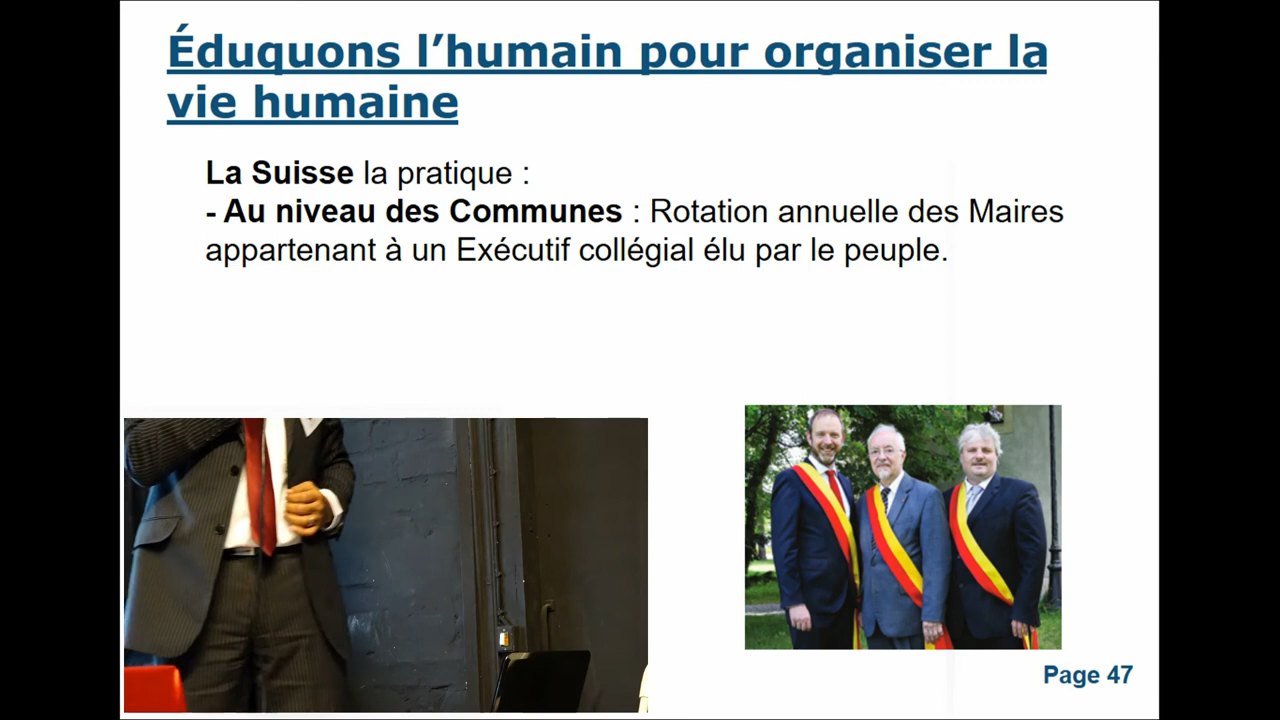 Éduquons l’humain pour organiser la
vie humaine
La Suisse la pratique :
- Au niveau des Communes : Rotation annuelle des Maires
appartenant à un Exécutif collégial élu par le peuple.
Page 47